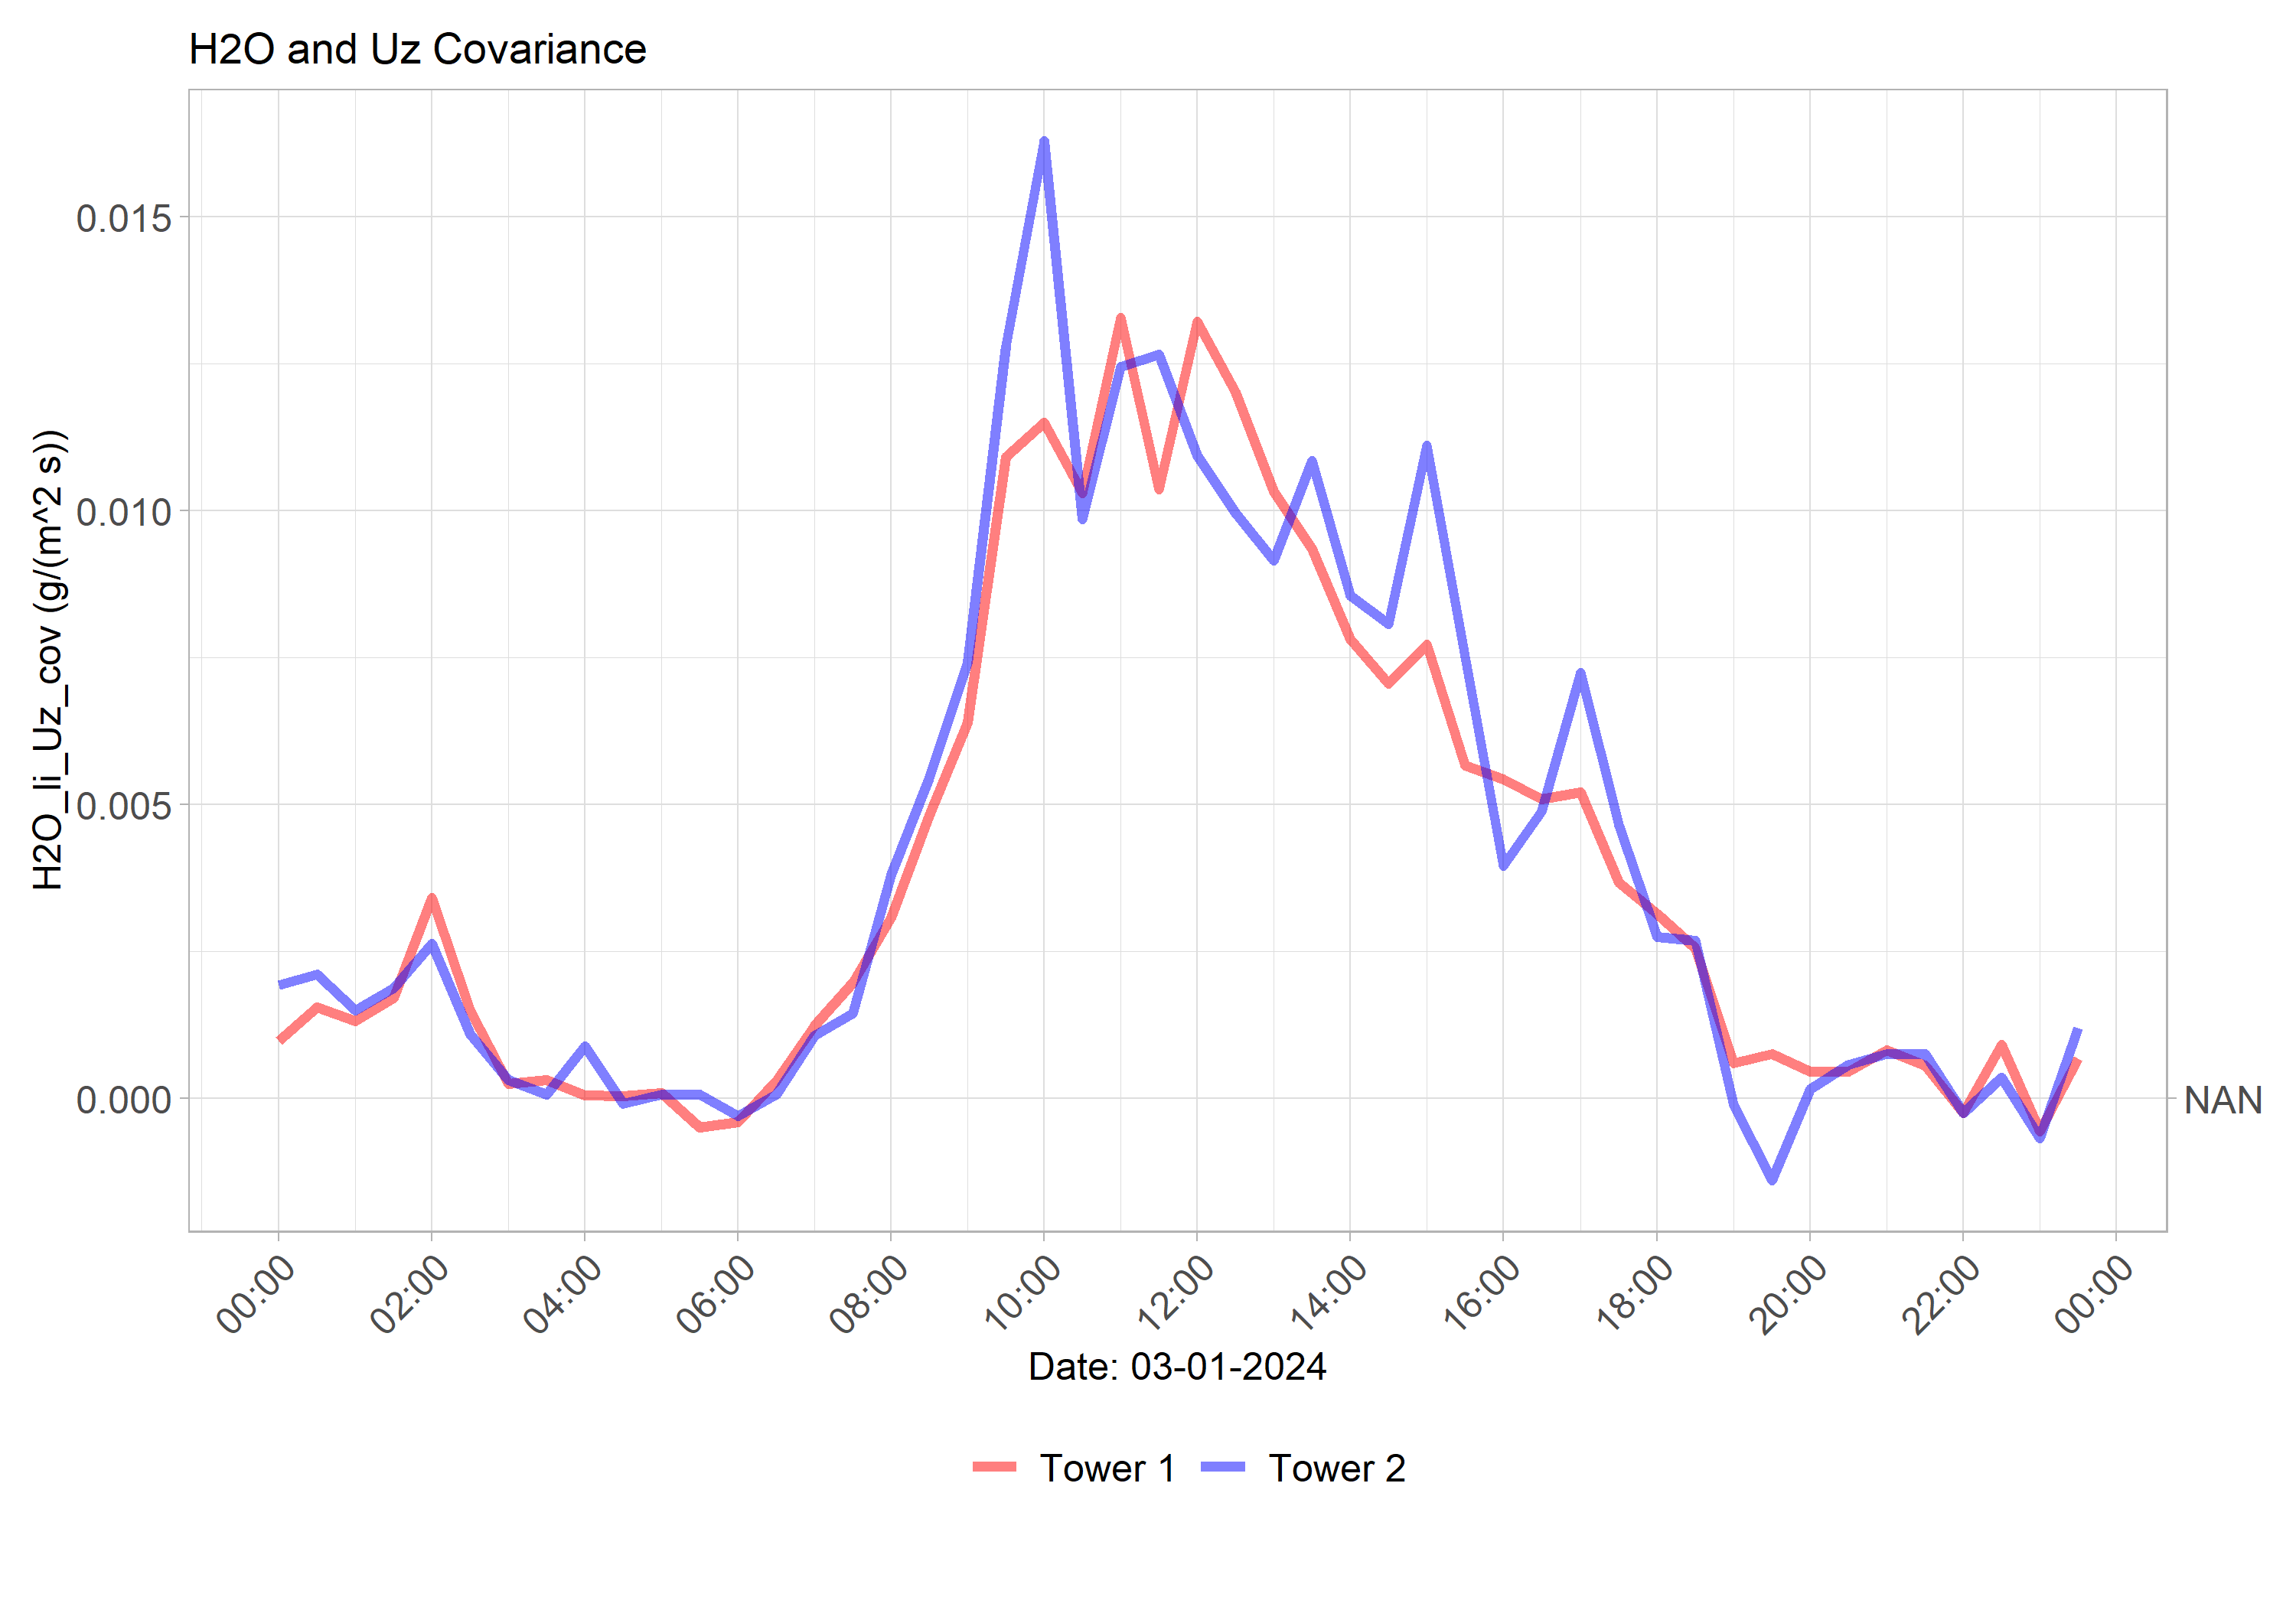 H2O and Uz Covariance
H2O_li_Uz_cov (g/(m^2 s))
0.015
0.010
0.005
0.000
NAN
00:00 02:00 04:00 06:00 08:00 10:00 12:00 14:00 16:00 18:00 20:00 22:00 00:00
Date: 03-01-2024
Tower 1 Tower 2